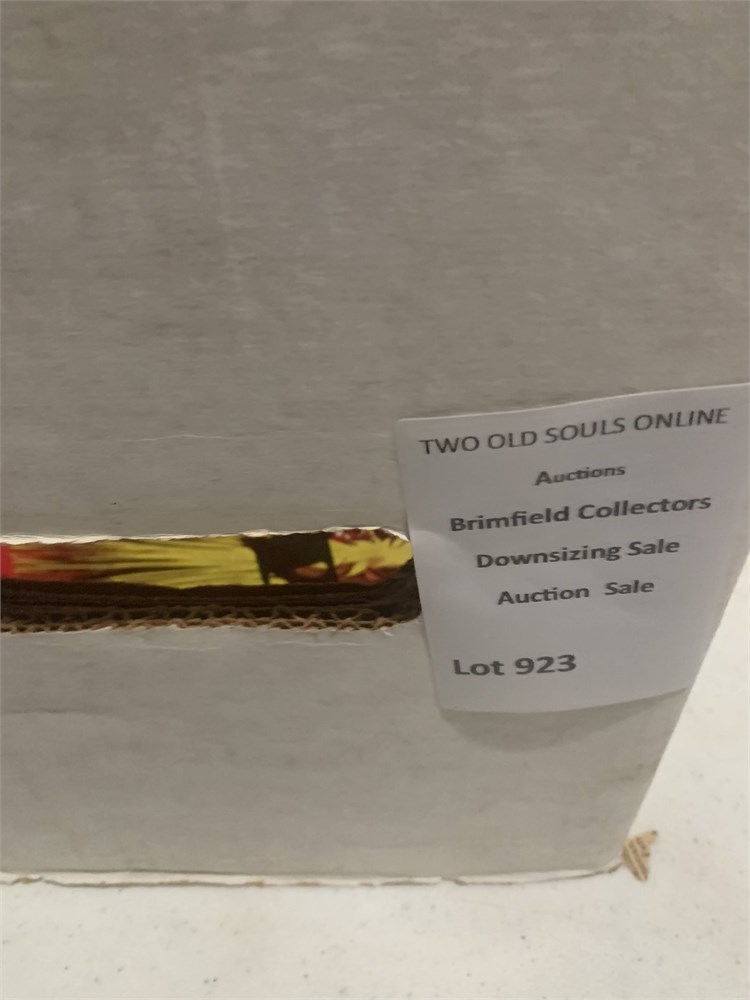 TWO OLD SOULS ONLINE
Auctions
Brimfield Collectors
Downsizing Sale
Auction Sale
Lot 923